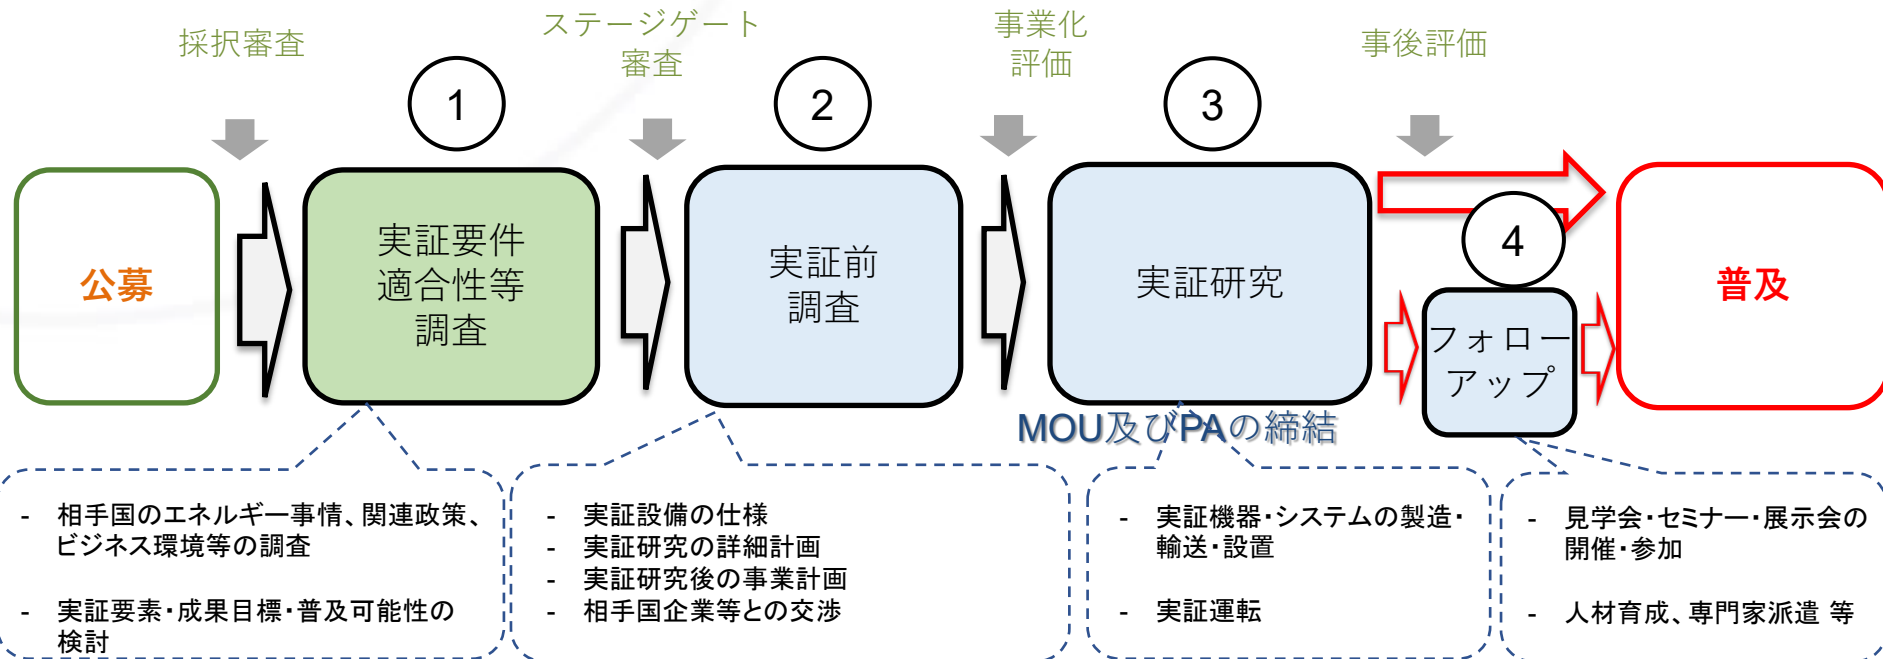 採択審査
ステージゲート
審査
事業化
評価
事後評価
1
2
3
4
公募
実証要件
適合性等
調査
実証前
調査
実証研究
フォロー
アップ
普及
MOU及びPAの締結
- 相手国のエネルギー事情、関連政策、
ビジネス環境等の調査
- 実証要素・成果目標・普及可能性の
検討
- 実証設備の仕様
- 実証研究の詳細計画
- 実証研究後の事業計画
- 相手国企業等との交渉
- 実証機器・システムの製造・
輸送・設置
- 実証運転
- 見学会・セミナー・展示会の
開催・参加
- 人材育成、専門家派遣 等